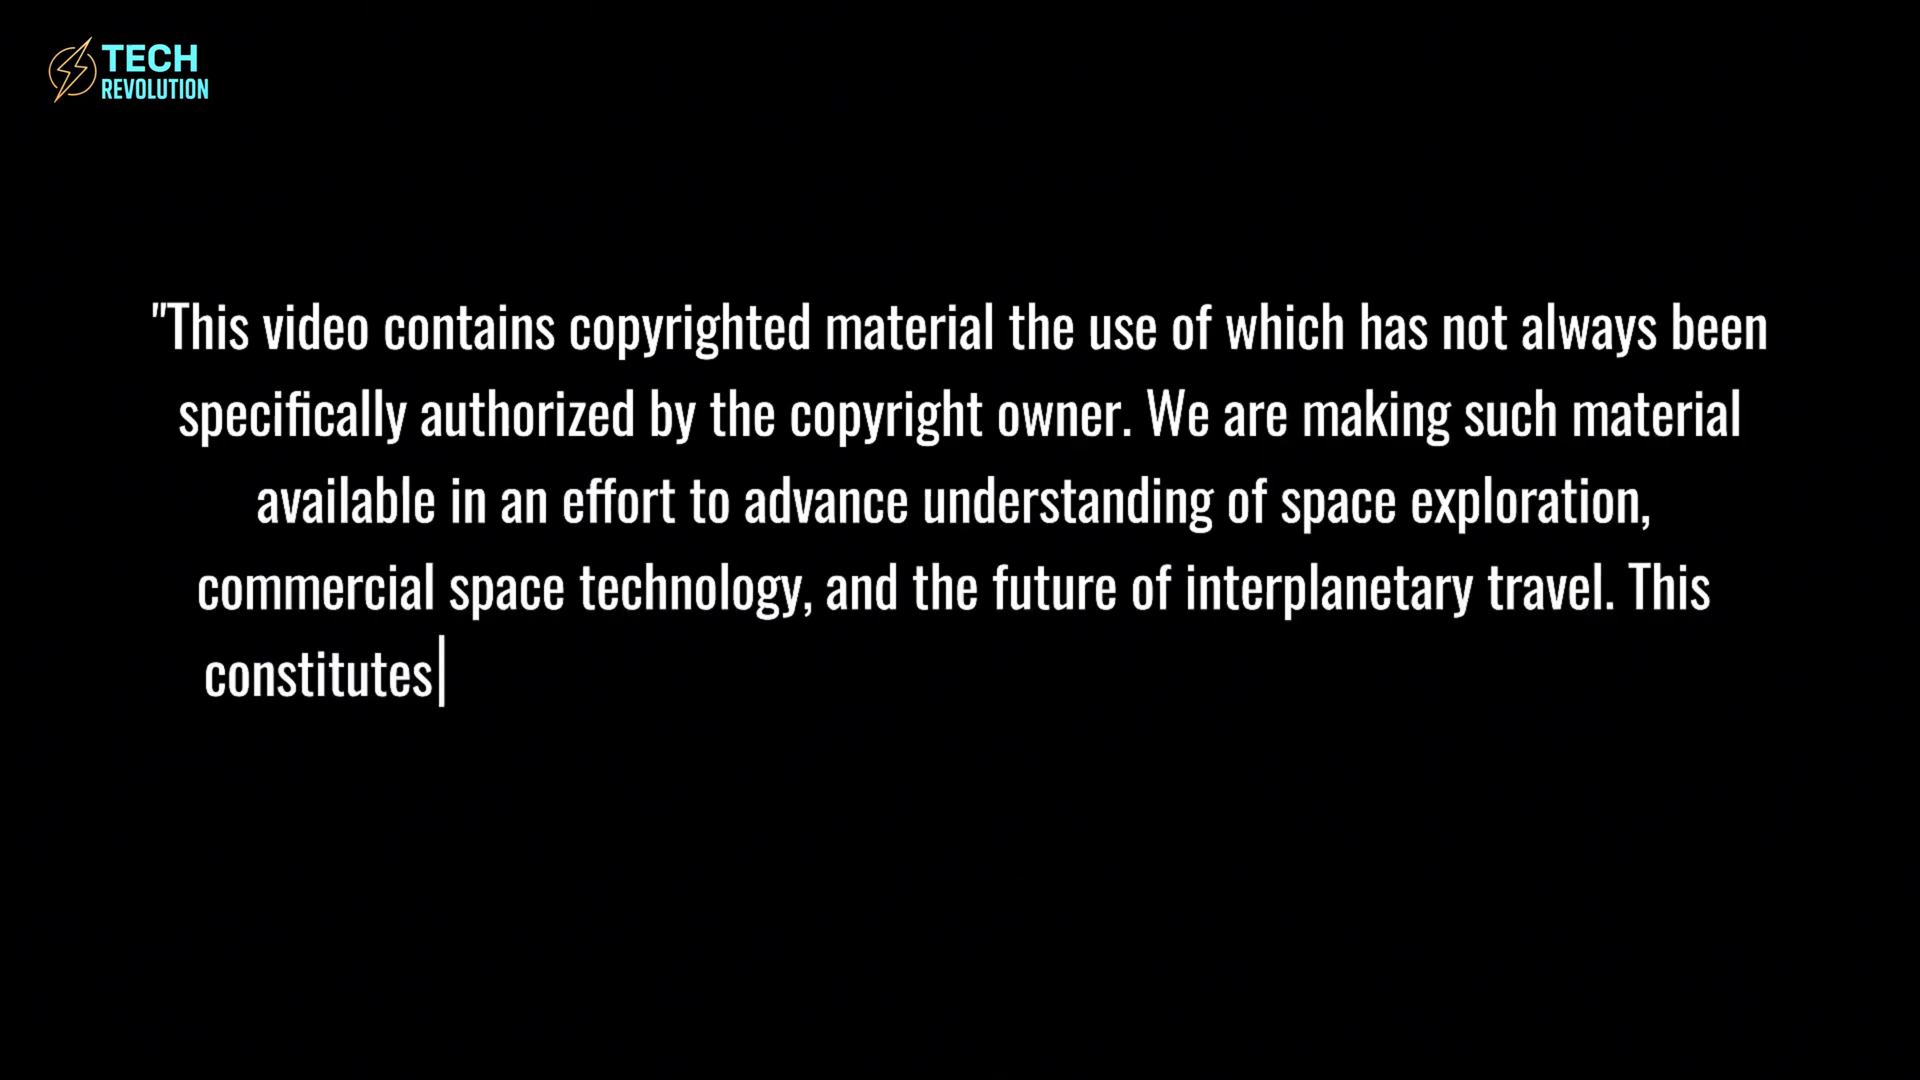 TECH
REVOLUTION
"This video contains copyrighted material the use of which has not always been
specifically authorized by the copyright owner. We are making such material
available in an effort to advance understanding of space exploration,
commercial space technology, and the future of interplanetary travel. This
constitutes